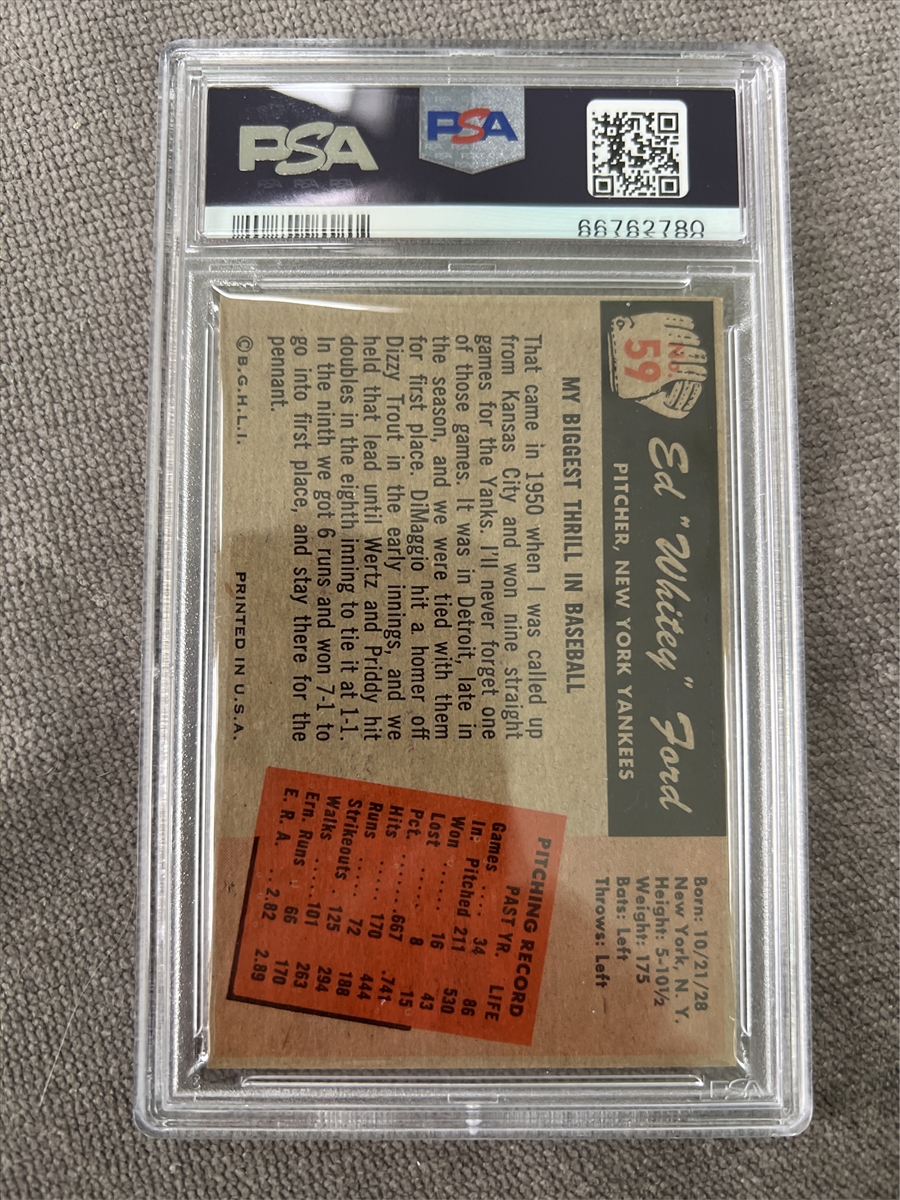 PSA
PSA
66762780
No.
59
Ed "Whitey" Ford
PITCHER, NEW YORK YANKEES
Born: 10/21/28
New York, N. Y.
Height: 5-10½
Weight: 175
Bats: Left
Throws: Left
MY BIGGEST THRILL IN BASEBALL
That came in 1950 when I was called up
from Kansas City and won nine straight
games for the Yanks. I'll never forget one
of those games. It was in Detroit, late in
the season, and we were tied with them
for first place. DiMaggio hit a homer off
Dizzy Trout in the early innings, and we
held that lead until Wertz and Priddy hit
doubles in the eighth inning to tie it at 1-1.
In the ninth we got 6 runs and won 7-1 to
go into first place, and stay there for the
pennant.
PITCHING RECORD
PAST YR. LIFE
Games .... 34 86
In: Pitched 211 530
Won ...... 16 43
Lost ...... 8 15
Pct. ..... .667 .741
Hits ...... 170 444
Runs ..... 72 188
Strikeouts . 125 294
Walks .... 101 263
Ern. Runs . 66 170
E. R. A. .. 2.82 2.89
© B.G.H.L.I. PRINTED IN U.S.A.
PSA